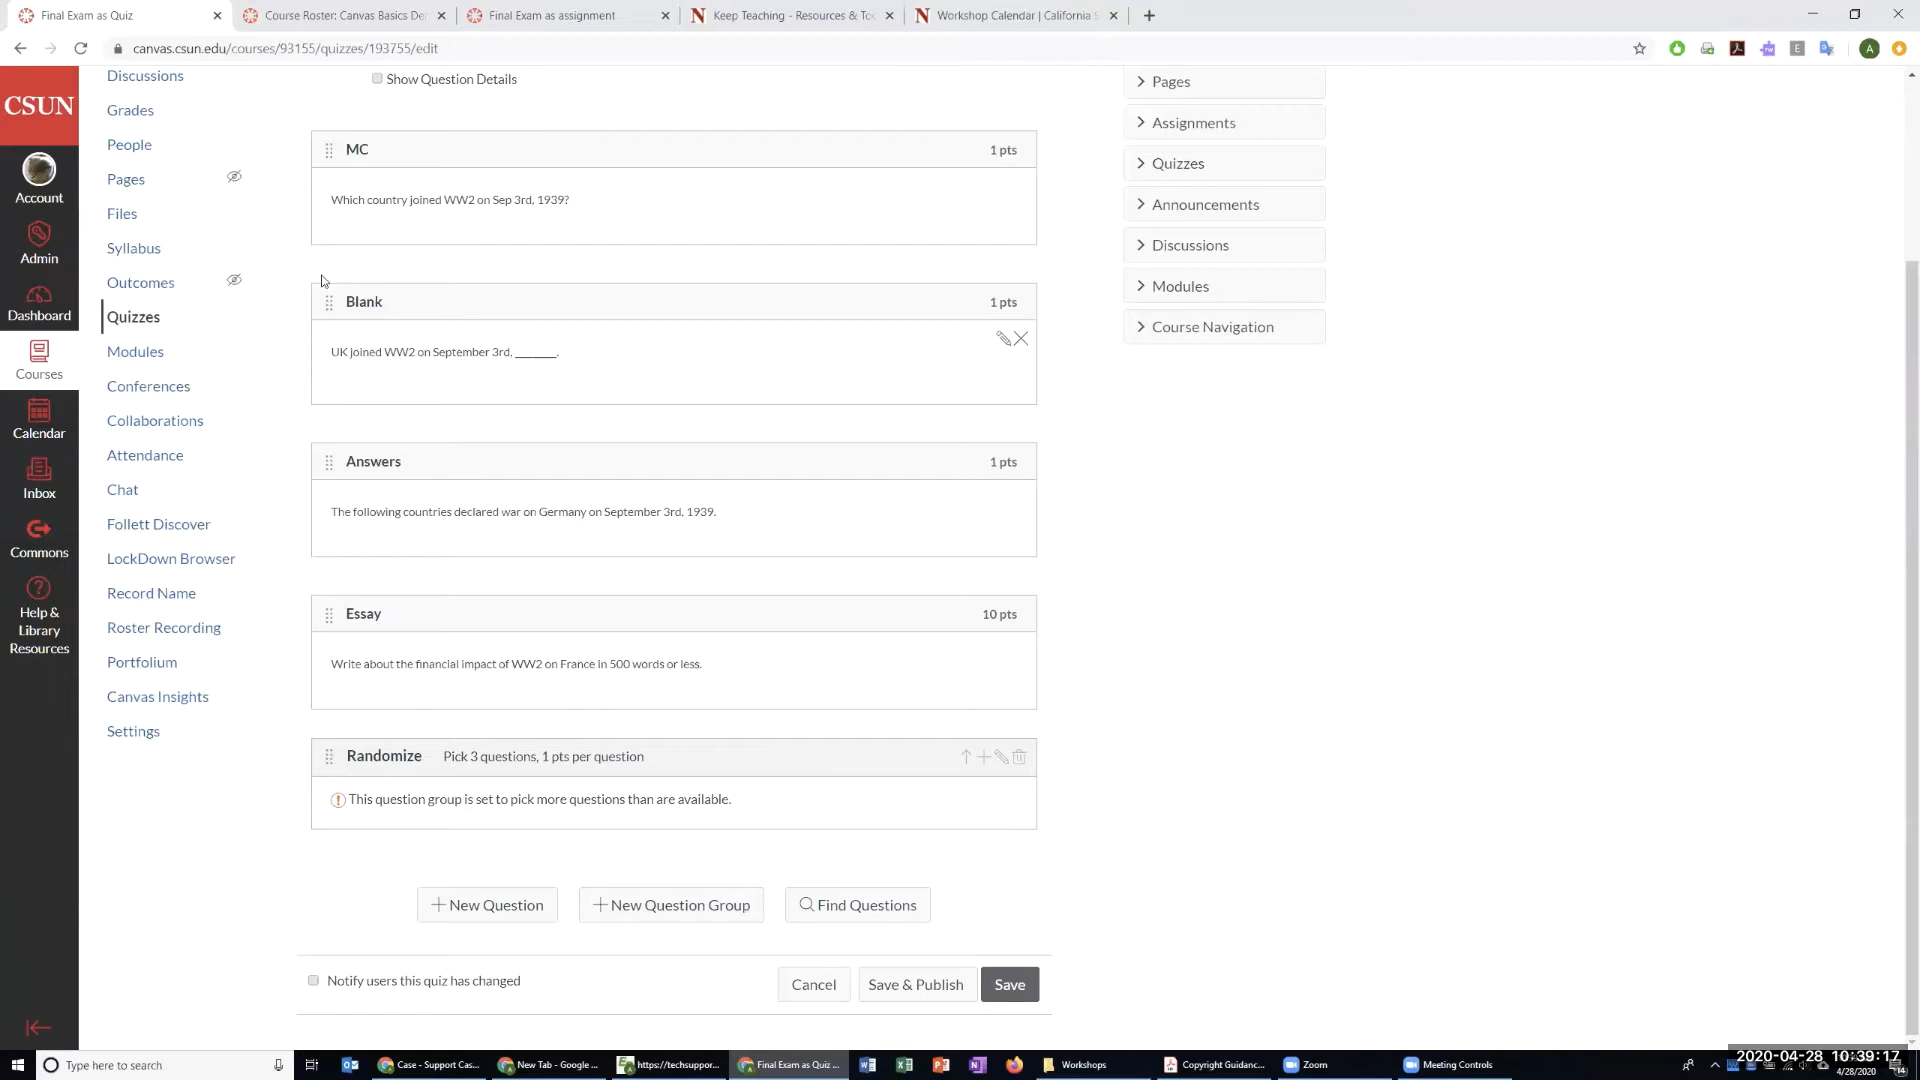 Final Exam as Quiz
Course Roster: Canvas Basics De
Final Exam as assignment
Keep Teaching - Resources & To
Workshop Calendar | California S
canvas.csun.edu/courses/93155/quizzes/193755/edit
A
CSUN
Account
Admin
Dashboard
Courses
Calendar
Inbox
Commons
Help &
Library
Resources
Discussions
Grades
People
Pages
Files
Syllabus
Outcomes
Quizzes
Modules
Conferences
Collaborations
Attendance
Chat
Follett Discover
LockDown Browser
Record Name
Roster Recording
Portfolium
Canvas Insights
Settings
Show Question Details
MC 1 pts
Which country joined WW2 on Sep 3rd, 1939?
Blank 1 pts
UK joined WW2 on September 3rd, ________.
Answers 1 pts
The following countries declared war on Germany on September 3rd, 1939.
Essay 10 pts
Write about the financial impact of WW2 on France in 500 words or less.
Randomize Pick 3 questions, 1 pts per question
This question group is set to pick more questions than are available.
New Question
New Question Group
Find Questions
Notify users this quiz has changed
Cancel
Save & Publish
Save
Pages
Assignments
Quizzes
Announcements
Discussions
Modules
Course Navigation
Type here to search
Case - Support Cas...
New Tab - Google ...
https://techsuppor...
Final Exam as Quiz ...
Workshops
Copyright Guidanc...
Zoom
Meeting Controls
2020-04-28 10:39:17
4/28/2020